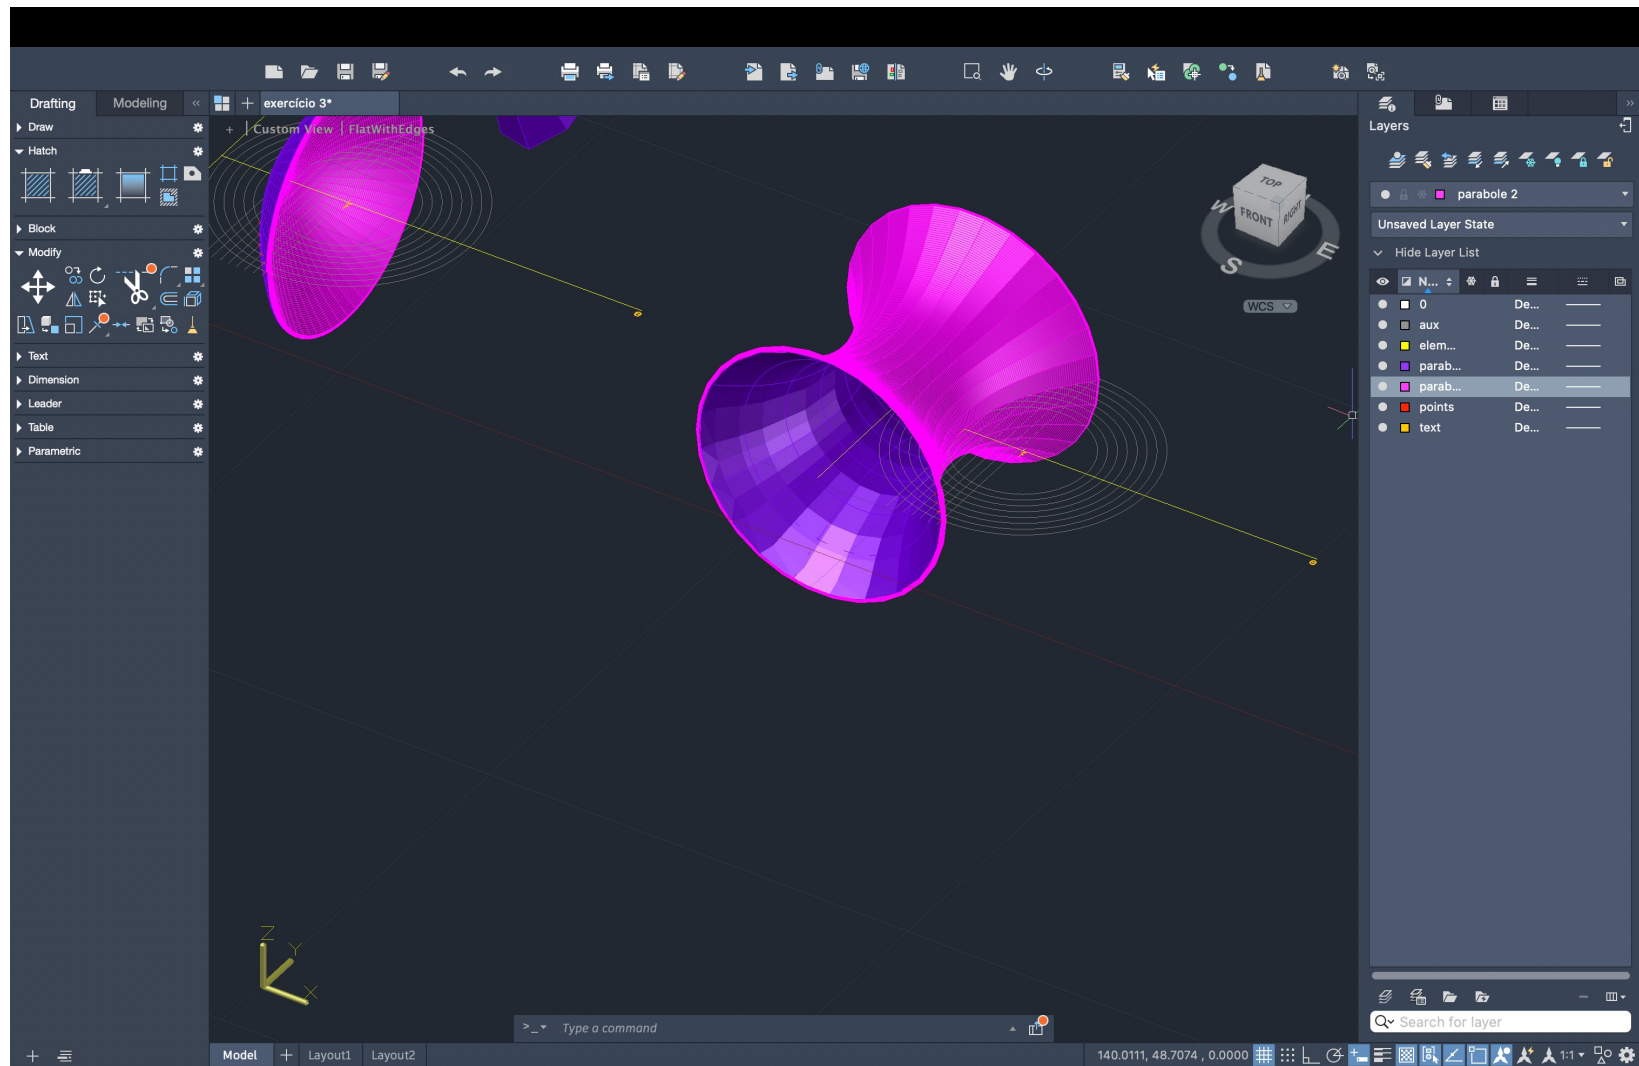 Drafting
Modeling
exercício 3*
Draw
Hatch
Block
Modify
Text
Dimension
Leader
Table
Parametric
+ | Custom View | FlatWithEdges
TOP
FRONT
RIGHT
W
S
E
WCS
Z
Y
X
>_ Type a command
Model
Layout1
Layout2
140.0111, 48.7074 , 0.0000
1:1
Layers
parabole 2
Unsaved Layer State
Hide Layer List
N...
0 De...
aux De...
elem... De...
parab... De...
parab... De...
points De...
text De...
Search for layer